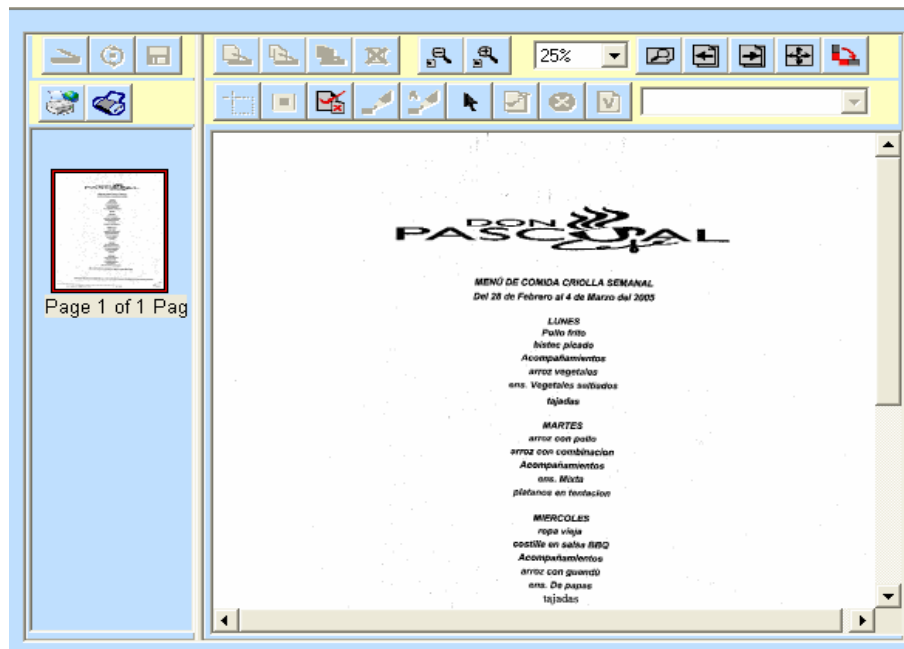 25%
Page 1 of 1 Pag
DON
PASCUAL
MENÚ DE COMIDA CRIOLLA SEMANAL
Del 28 de Febrero al 4 de Marzo del 2005
LUNES
Pollo frito
bistec picado
Acompañamientos
arroz vegetales
ens. Vegetales saltiados
tajadas
MARTES
arroz con pollo
arroz con combinacion
Acompañamientos
ens. Mixta
platanos en tentacion
MIERCOLES
ropa vieja
costilla en salsa BBQ
Acompañamientos
arroz con guandú
ens. De papas
tajadas